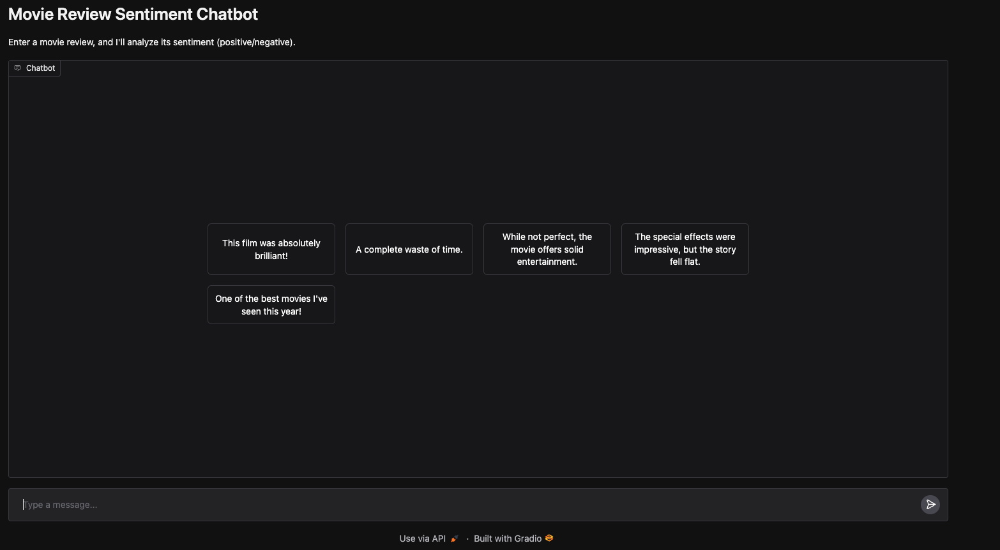 Movie Review Sentiment Chatbot
Enter a movie review, and I'll analyze its sentiment (positive/negative).
Chatbot
This film was absolutely
brilliant!
A complete waste of time.
While not perfect, the
movie offers solid
entertainment.
The special effects were
impressive, but the story
fell flat.
One of the best movies I've
seen this year!
Type a message...
Use via API 🚀 · Built with Gradio